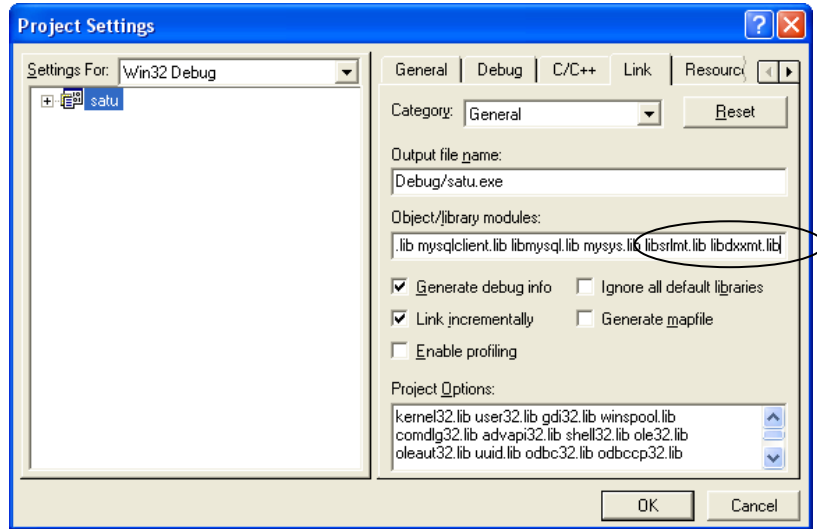 Project Settings
Settings For: Win32 Debug
satu
General Debug C/C++ Link Resourc
Category: General Reset
Output file name:
Debug/satu.exe
Object/library modules:
.lib mysqlclient.lib libmysql.lib mysys.lib libsrlmt.lib libdxxmt.lib
Generate debug info Ignore all default libraries
Link incrementally Generate mapfile
Enable profiling
Project Options:
kernel32.lib user32.lib gdi32.lib winspool.lib
comdlg32.lib advapi32.lib shell32.lib ole32.lib
oleaut32.lib uuid.lib odbc32.lib odbccp32.lib
OK Cancel